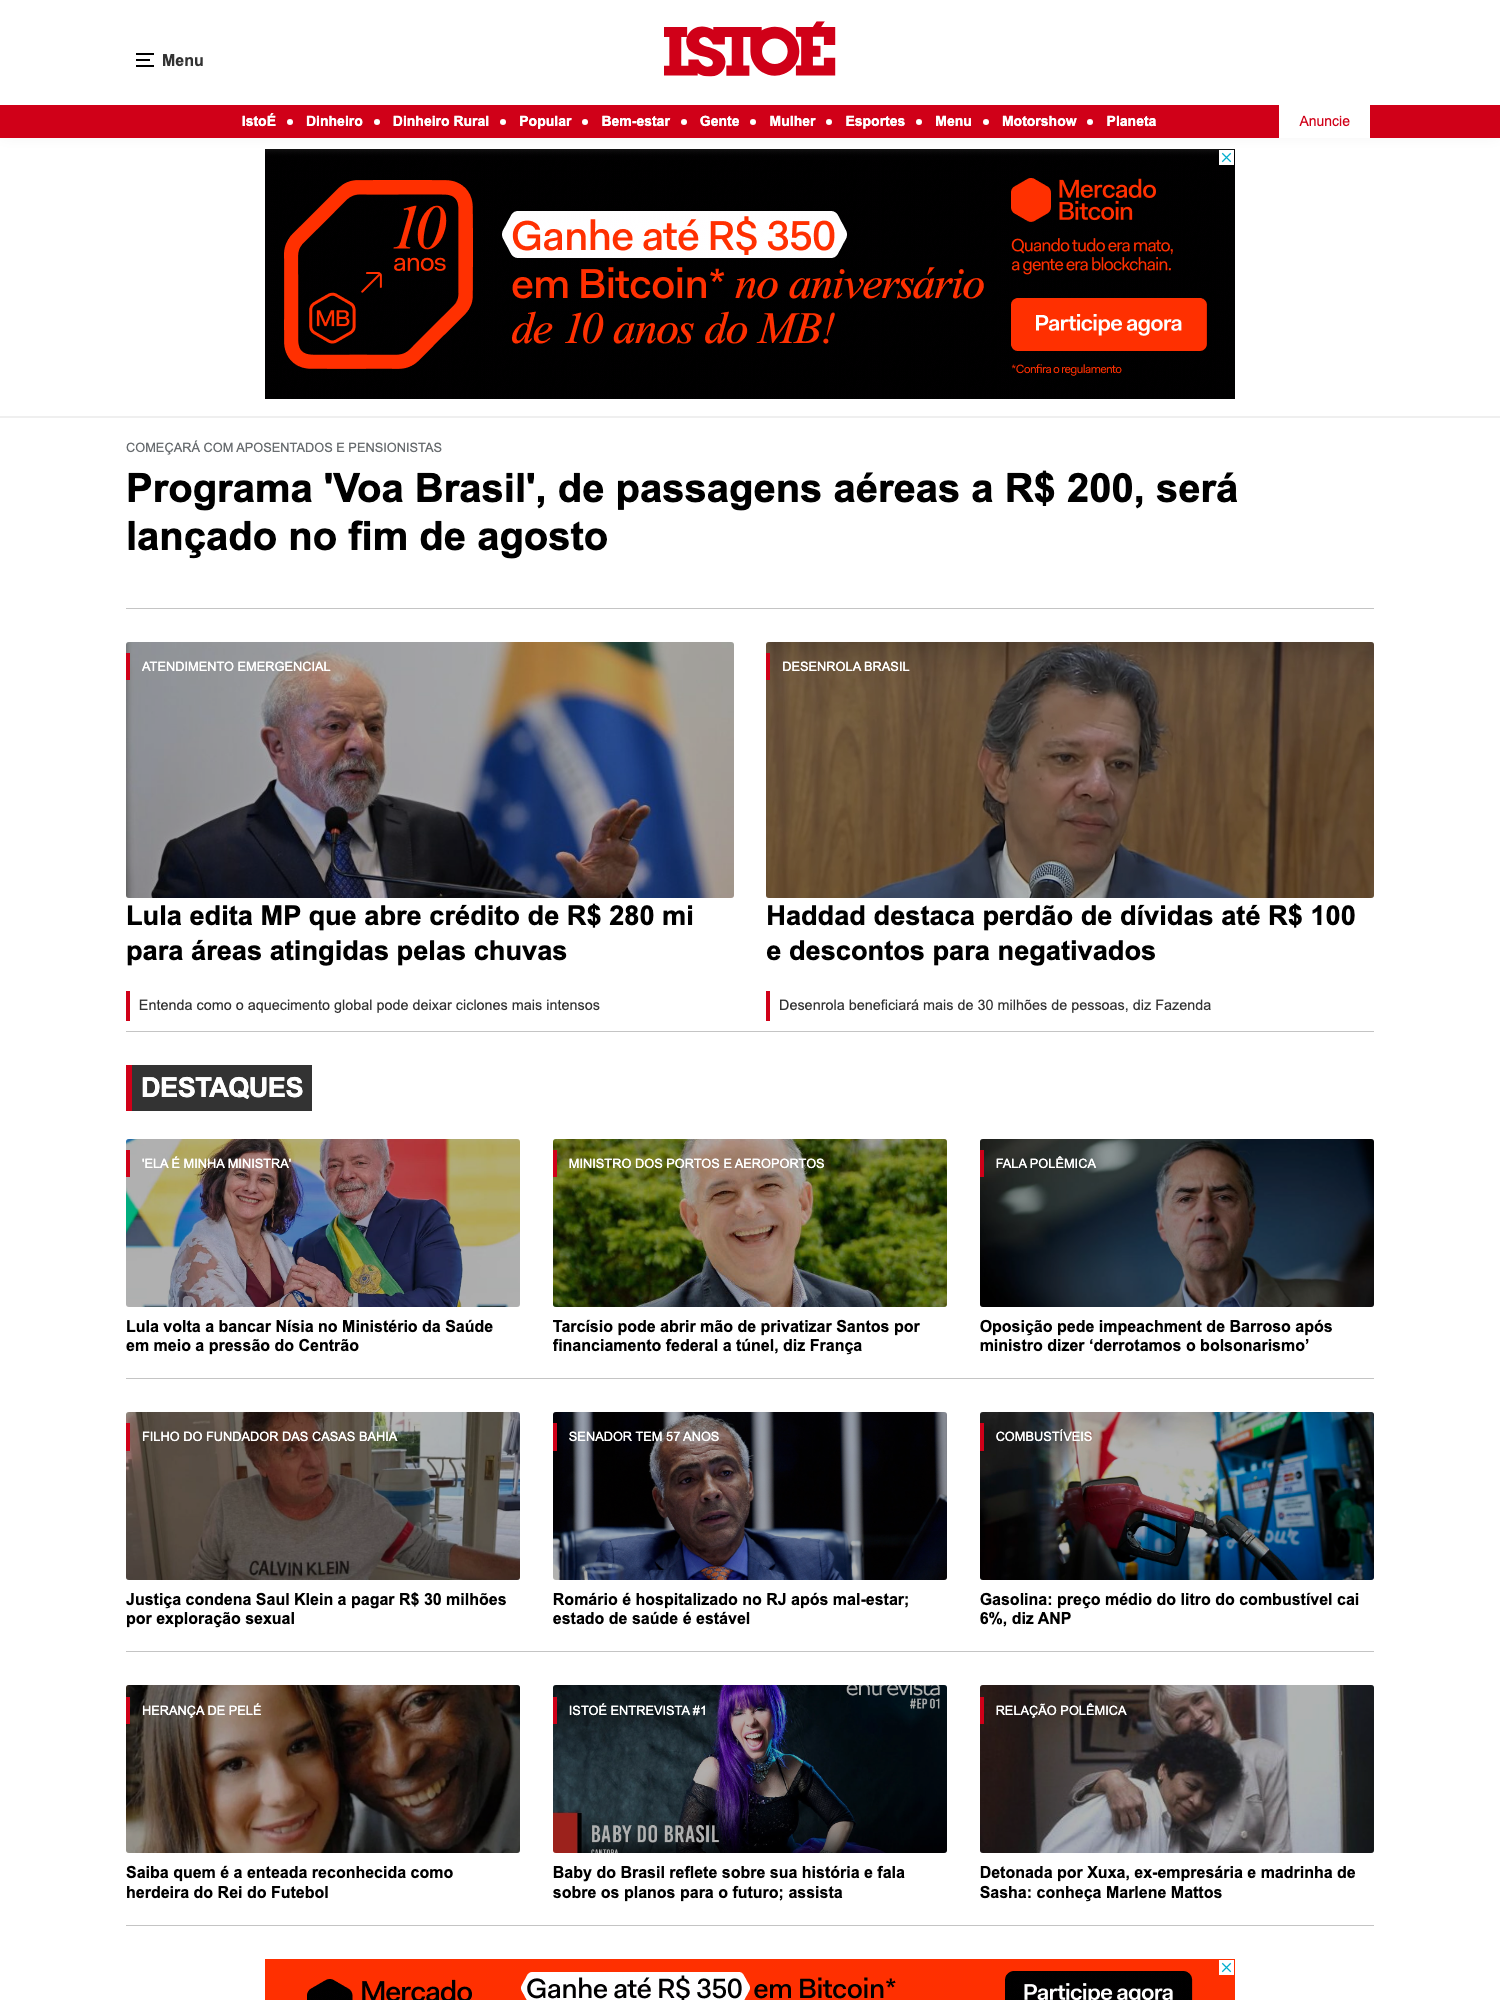 Menu
ISTOÉ
IstoÉ • Dinheiro • Dinheiro Rural • Popular • Bem-estar • Gente • Mulher • Esportes • Menu • Motorshow • Planeta
Anuncie
10
anos
MB
Ganhe até R$ 350
em Bitcoin* no aniversário
de 10 anos do MB!
Mercado
Bitcoin
Quando tudo era mato,
a gente era blockchain.
Participe agora
*Confira o regulamento
COMEÇARÁ COM APOSENTADOS E PENSIONISTAS
Programa 'Voa Brasil', de passagens aéreas a R$ 200, será
lançado no fim de agosto
ATENDIMENTO EMERGENCIAL
Lula edita MP que abre crédito de R$ 280 mi
para áreas atingidas pelas chuvas
Entenda como o aquecimento global pode deixar ciclones mais intensos
DESENROLA BRASIL
Haddad destaca perdão de dívidas até R$ 100
e descontos para negativados
Desenrola beneficiará mais de 30 milhões de pessoas, diz Fazenda
DESTAQUES
'ELA É MINHA MINISTRA'
Lula volta a bancar Nísia no Ministério da Saúde
em meio a pressão do Centrão
MINISTRO DOS PORTOS E AEROPORTOS
Tarcísio pode abrir mão de privatizar Santos por
financiamento federal a túnel, diz França
FALA POLÊMICA
Oposição pede impeachment de Barroso após
ministro dizer ‘derrotamos o bolsonarismo’
FILHO DO FUNDADOR DAS CASAS BAHIA
CALVIN KLEIN
Justiça condena Saul Klein a pagar R$ 30 milhões
por exploração sexual
SENADOR TEM 57 ANOS
Romário é hospitalizado no RJ após mal-estar;
estado de saúde é estável
COMBUSTÍVEIS
Gasolina: preço médio do litro do combustível cai
6%, diz ANP
HERANÇA DE PELÉ
Saiba quem é a enteada reconhecida como
herdeira do Rei do Futebol
ISTOÉ ENTREVISTA #1
entrevista
#EP 01
BABY DO BRASIL
CANTORA
Baby do Brasil reflete sobre sua história e fala
sobre os planos para o futuro; assista
RELAÇÃO POLÊMICA
Detonada por Xuxa, ex-empresária e madrinha de
Sasha: conheça Marlene Mattos
Mercado
Ganhe até R$ 350 em Bitcoin*
Participe agora